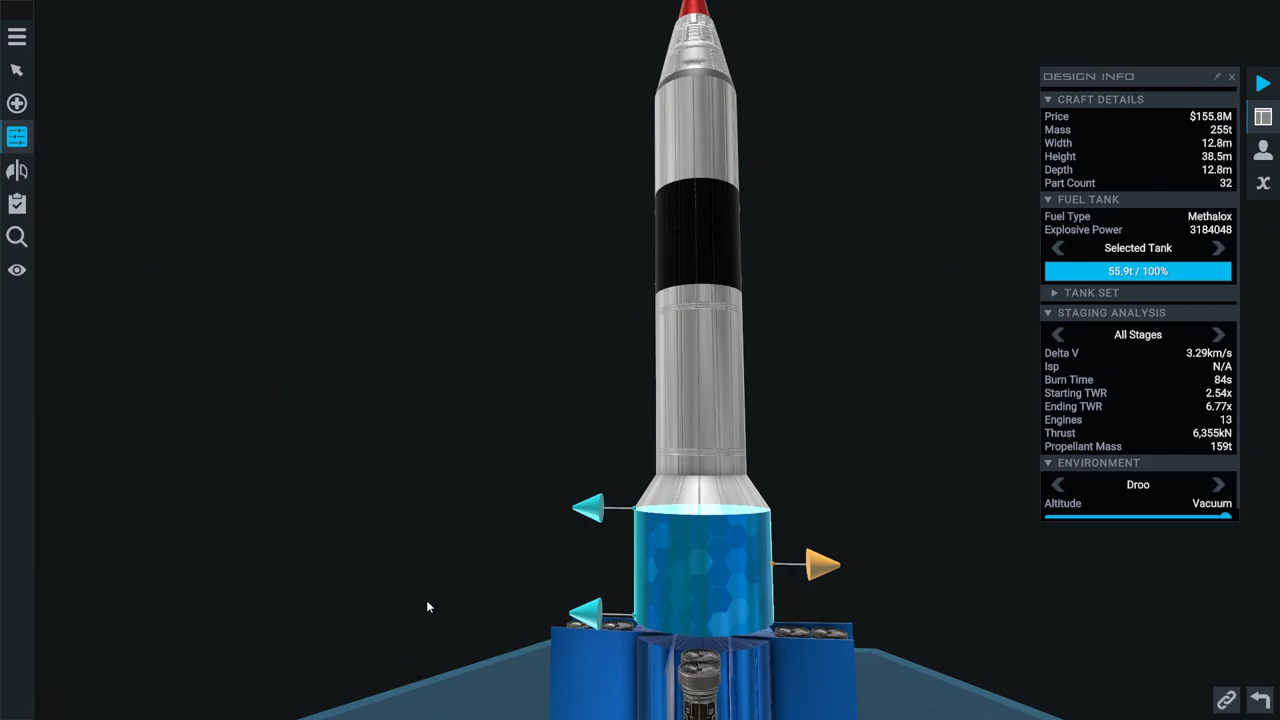 DESIGN INFO
CRAFT DETAILS
Price $155.8M
Mass 255t
Width 12.8m
Height 38.5m
Depth 12.8m
Part Count 32
FUEL TANK
Fuel Type Methalox
Explosive Power 3184048
Selected Tank
55.9t / 100%
TANK SET
STAGING ANALYSIS
All Stages
Delta V 3.29km/s
Isp N/A
Burn Time 84s
Starting TWR 2.54x
Ending TWR 6.77x
Engines 13
Thrust 6,355kN
Propellant Mass 159t
ENVIRONMENT
Droo
Altitude Vacuum